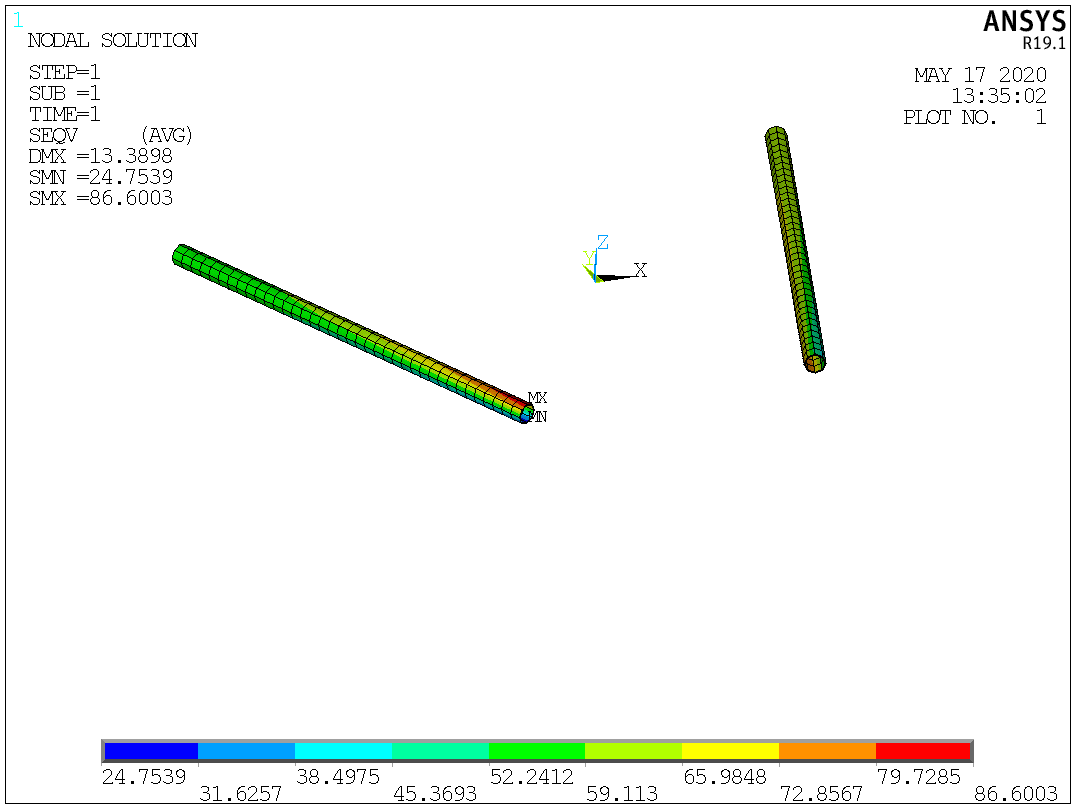 1
NODAL SOLUTION
STEP=1
SUB =1
TIME=1
SEQV (AVG)
DMX =13.3898
SMN =24.7539
SMX =86.6003
ANSYS
R19.1
MAY 17 2020
13:35:02
PLOT NO. 1
Z
Y
X
MX
MN
24.7539 38.4975 52.2412 65.9848 79.7285
31.6257 45.3693 59.113 72.8567 86.6003